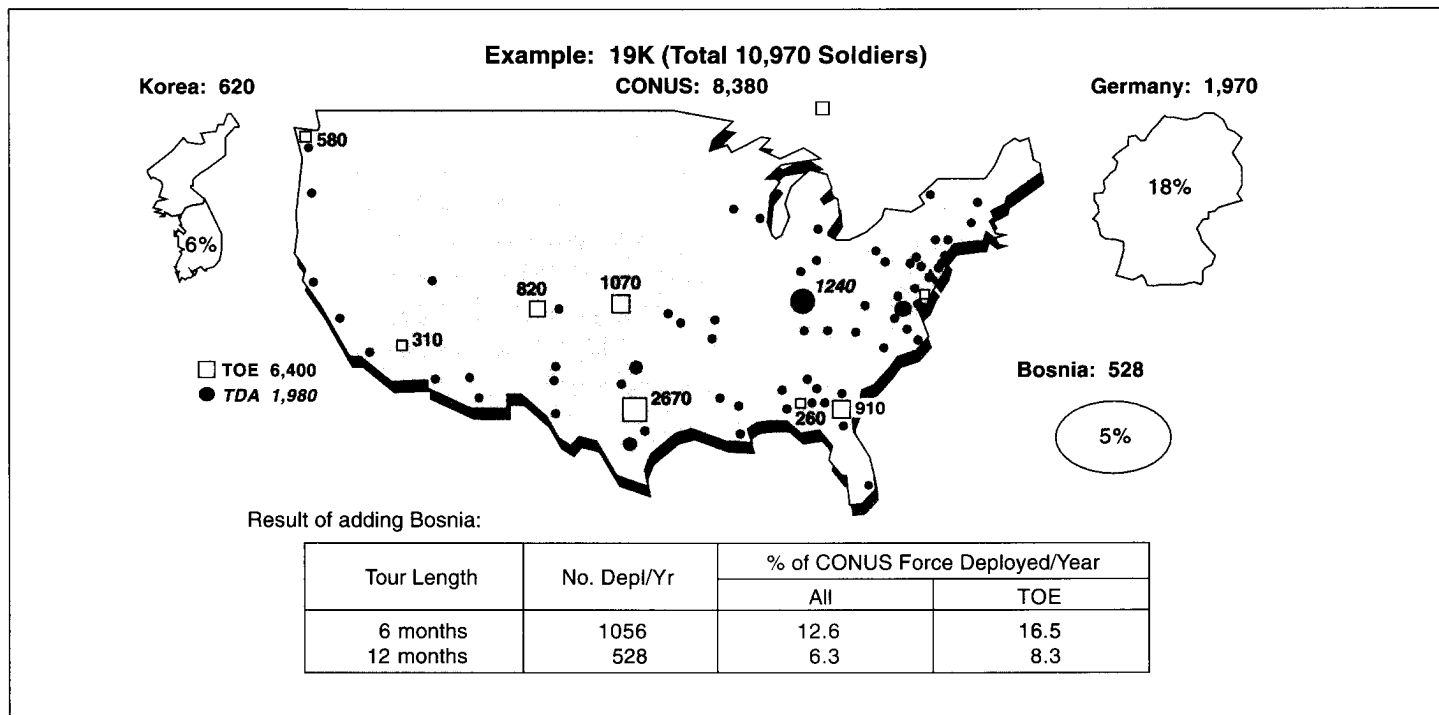 Example: 19K (Total 10,970 Soldiers)
Korea: 620
CONUS: 8,380
Germany: 1,970
580
18%
6%
820
1070
1240
310
TOE 6,400
TDA 1,980
2670
260
910
Bosnia: 528
5%
Result of adding Bosnia:
Tour Length
No. Depl/Yr
% of CONUS Force Deployed/Year
All
TOE
6 months 1056 12.6 16.5
12 months 528 6.3 8.3